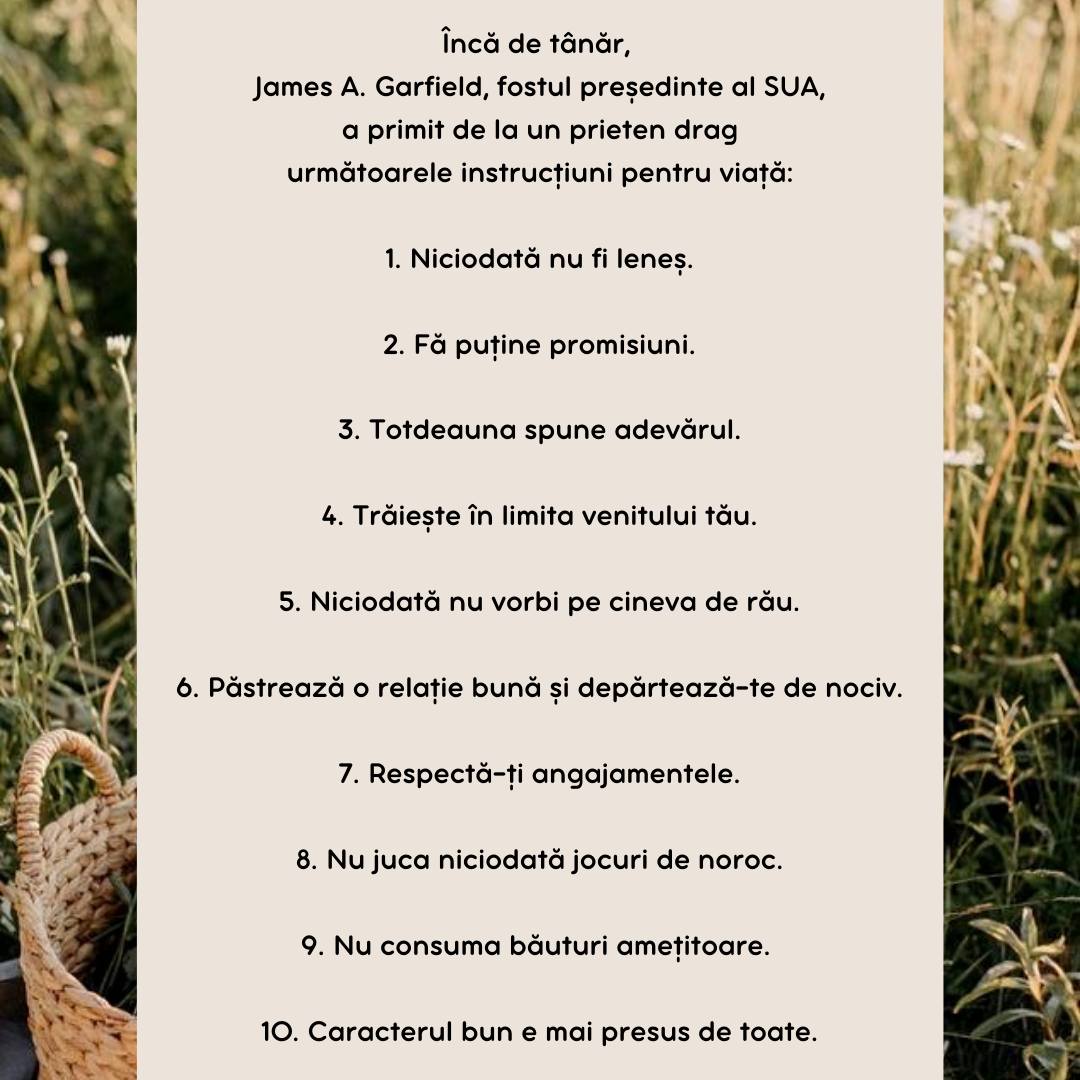 Încă de tânăr,
James A. Garfield, fostul președinte al SUA,
a primit de la un prieten drag
următoarele instrucțiuni pentru viață:
1. Niciodată nu fi leneș.
2. Fă puține promisiuni.
3. Totdeauna spune adevărul.
4. Trăiește în limita venitului tău.
5. Niciodată nu vorbi pe cineva de rău.
6. Păstrează o relație bună și depărtează-te de nociv.
7. Respectă-ți angajamentele.
8. Nu juca niciodată jocuri de noroc.
9. Nu consuma băuturi amețitoare.
10. Caracterul bun e mai presus de toate.